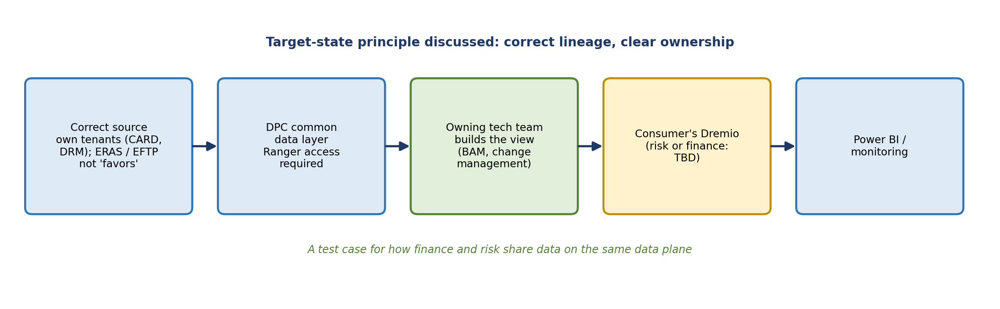 Target-state principle discussed: correct lineage, clear ownership
Correct source
own tenants (CARD,
DRM); ERAS / EFTP
not 'favors'
DPC common
data layer
Ranger access
required
Owning tech team
builds the view
(BAM, change
management)
Consumer's Dremio
(risk or finance:
TBD)
Power BI /
monitoring
A test case for how finance and risk share data on the same data plane